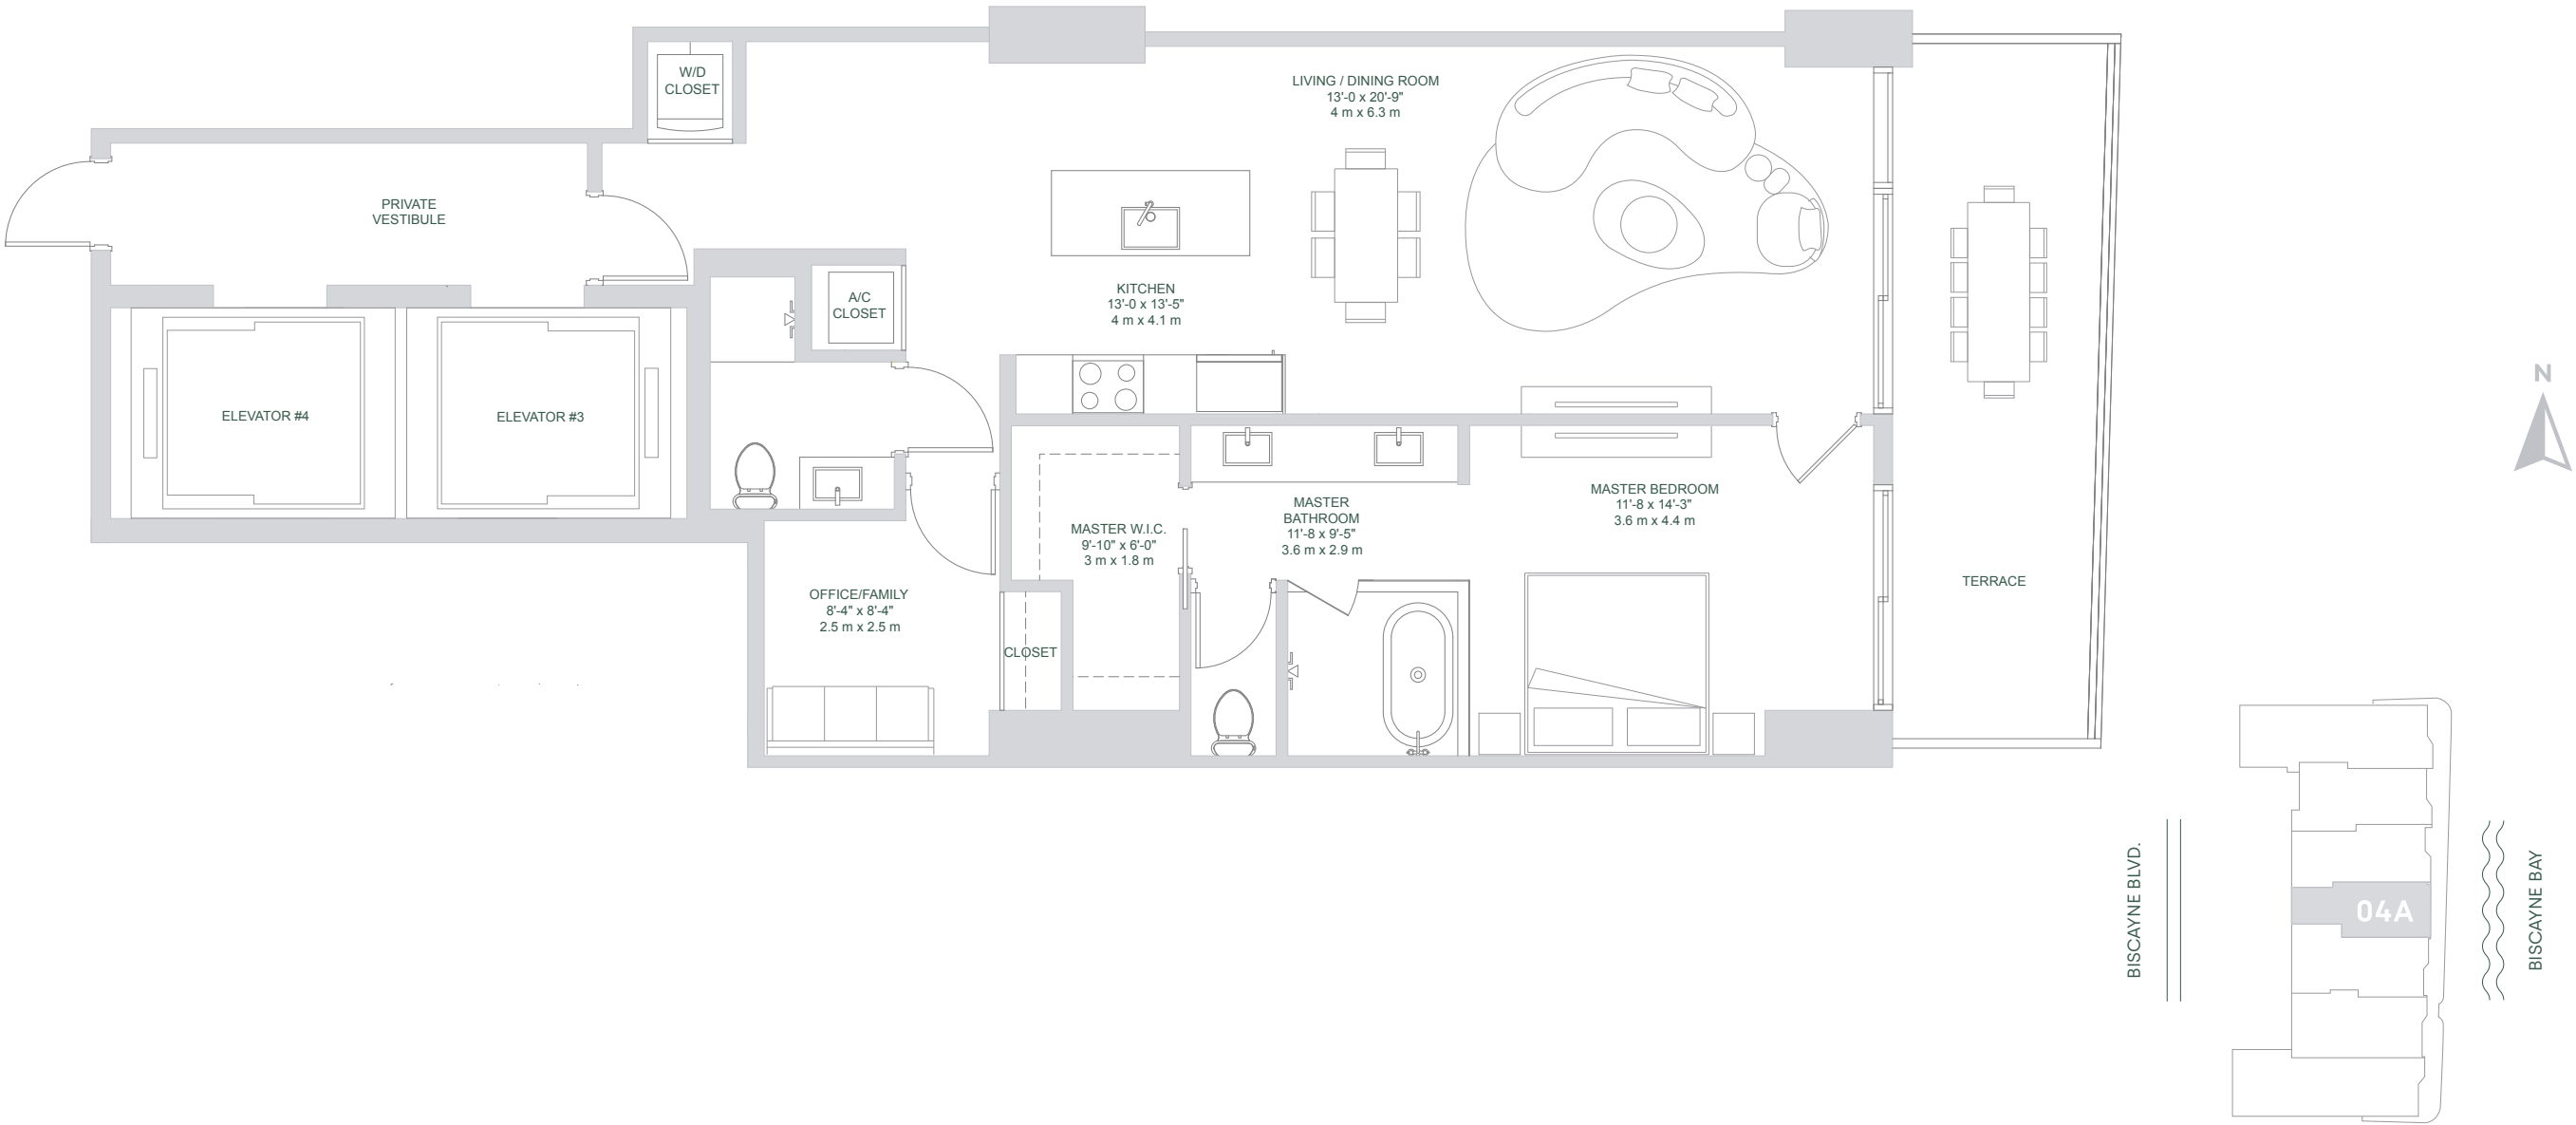 W/D
CLOSET
LIVING / DINING ROOM
13'-0 x 20'-9"
4 m x 6.3 m
PRIVATE
VESTIBULE
KITCHEN
13'-0 x 13'-5"
4 m x 4.1 m
A/C
CLOSET
ELEVATOR #4
ELEVATOR #3
MASTER W.I.C.
9'-10" x 6'-0"
3 m x 1.8 m
MASTER
BATHROOM
11'-8 x 9'-5"
3.6 m x 2.9 m
MASTER BEDROOM
11'-8 x 14'-3"
3.6 m x 4.4 m
OFFICE/FAMILY
8'-4" x 8'-4"
2.5 m x 2.5 m
CLOSET
TERRACE
N
BISCAYNE BLVD.
04A
BISCAYNE BAY